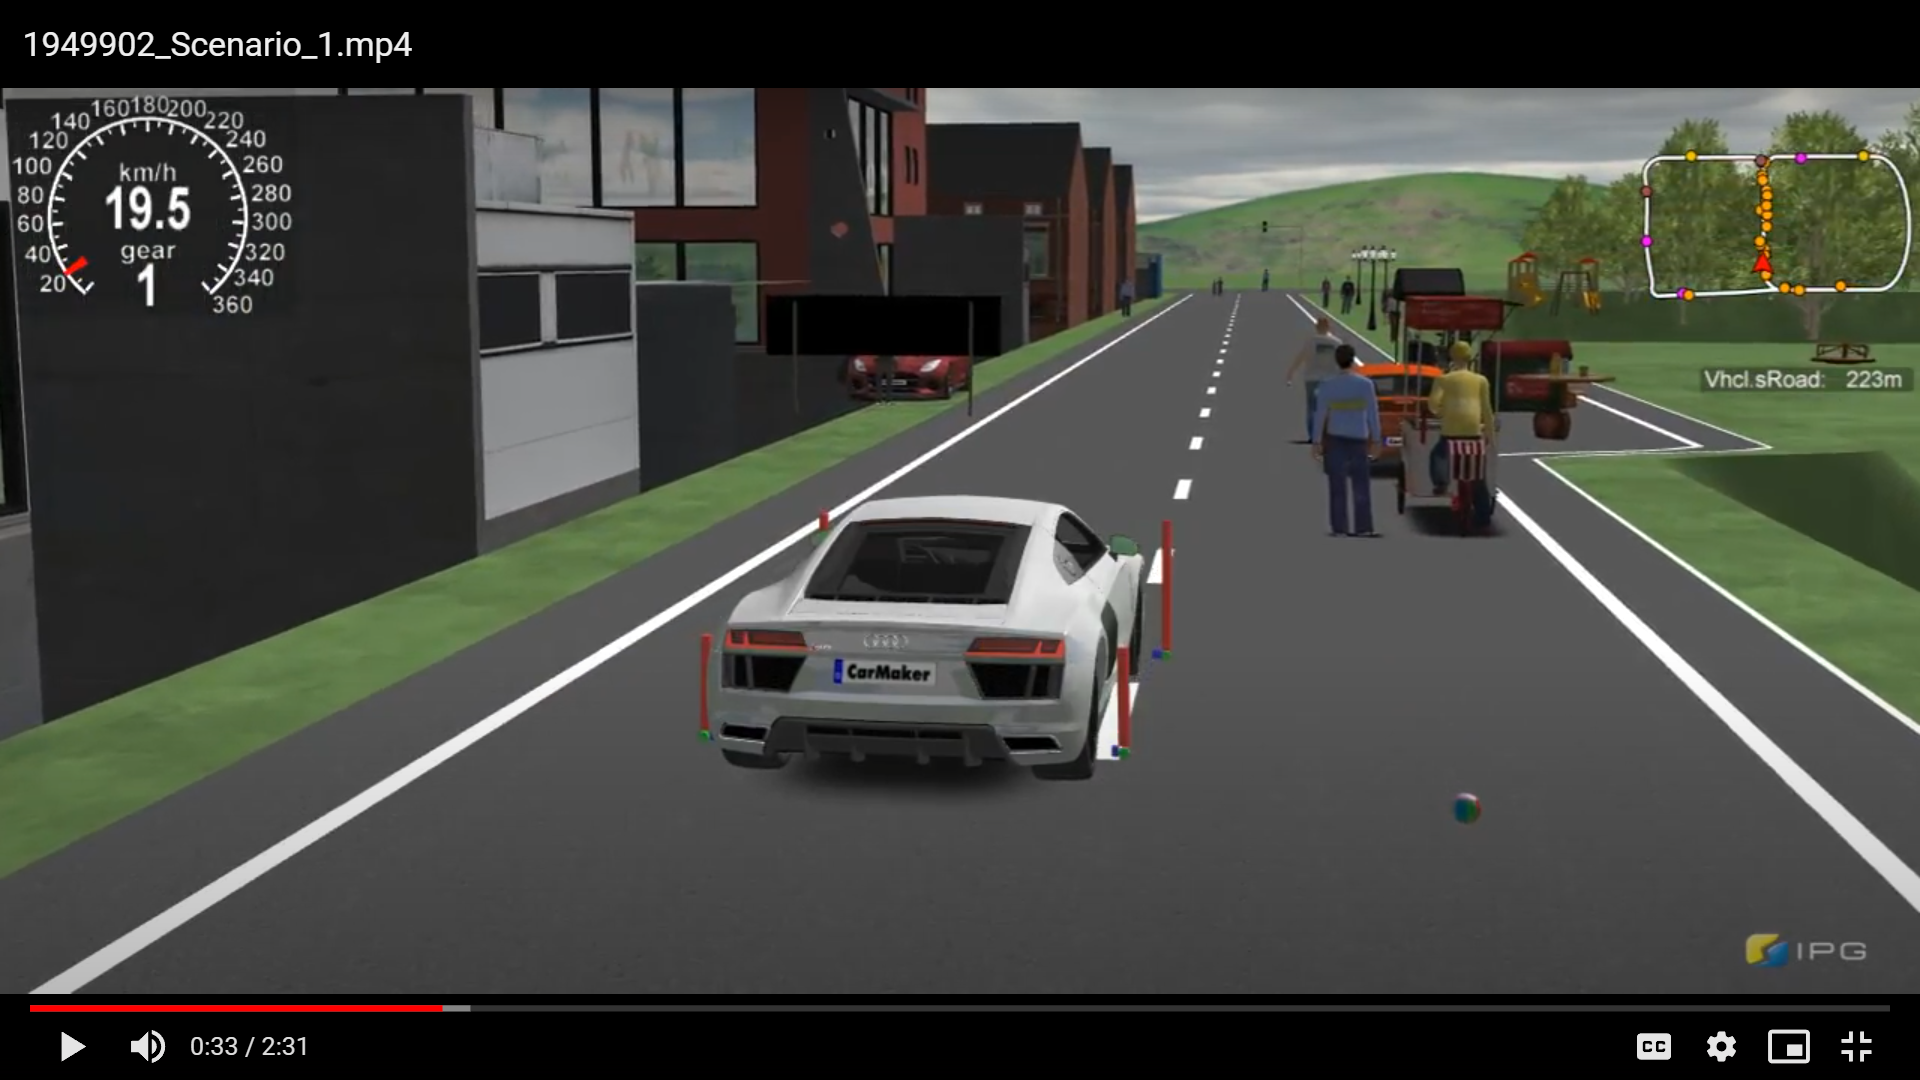 1949902_Scenario_1.mp4
160 180 200
140 220
120 240
100 260
80 280
60 300
40 320
20 340
360
km/h
19.5
gear
1
Vhcl.sRoad: 223m
CarMaker
IPG
0:33 / 2:31
CC